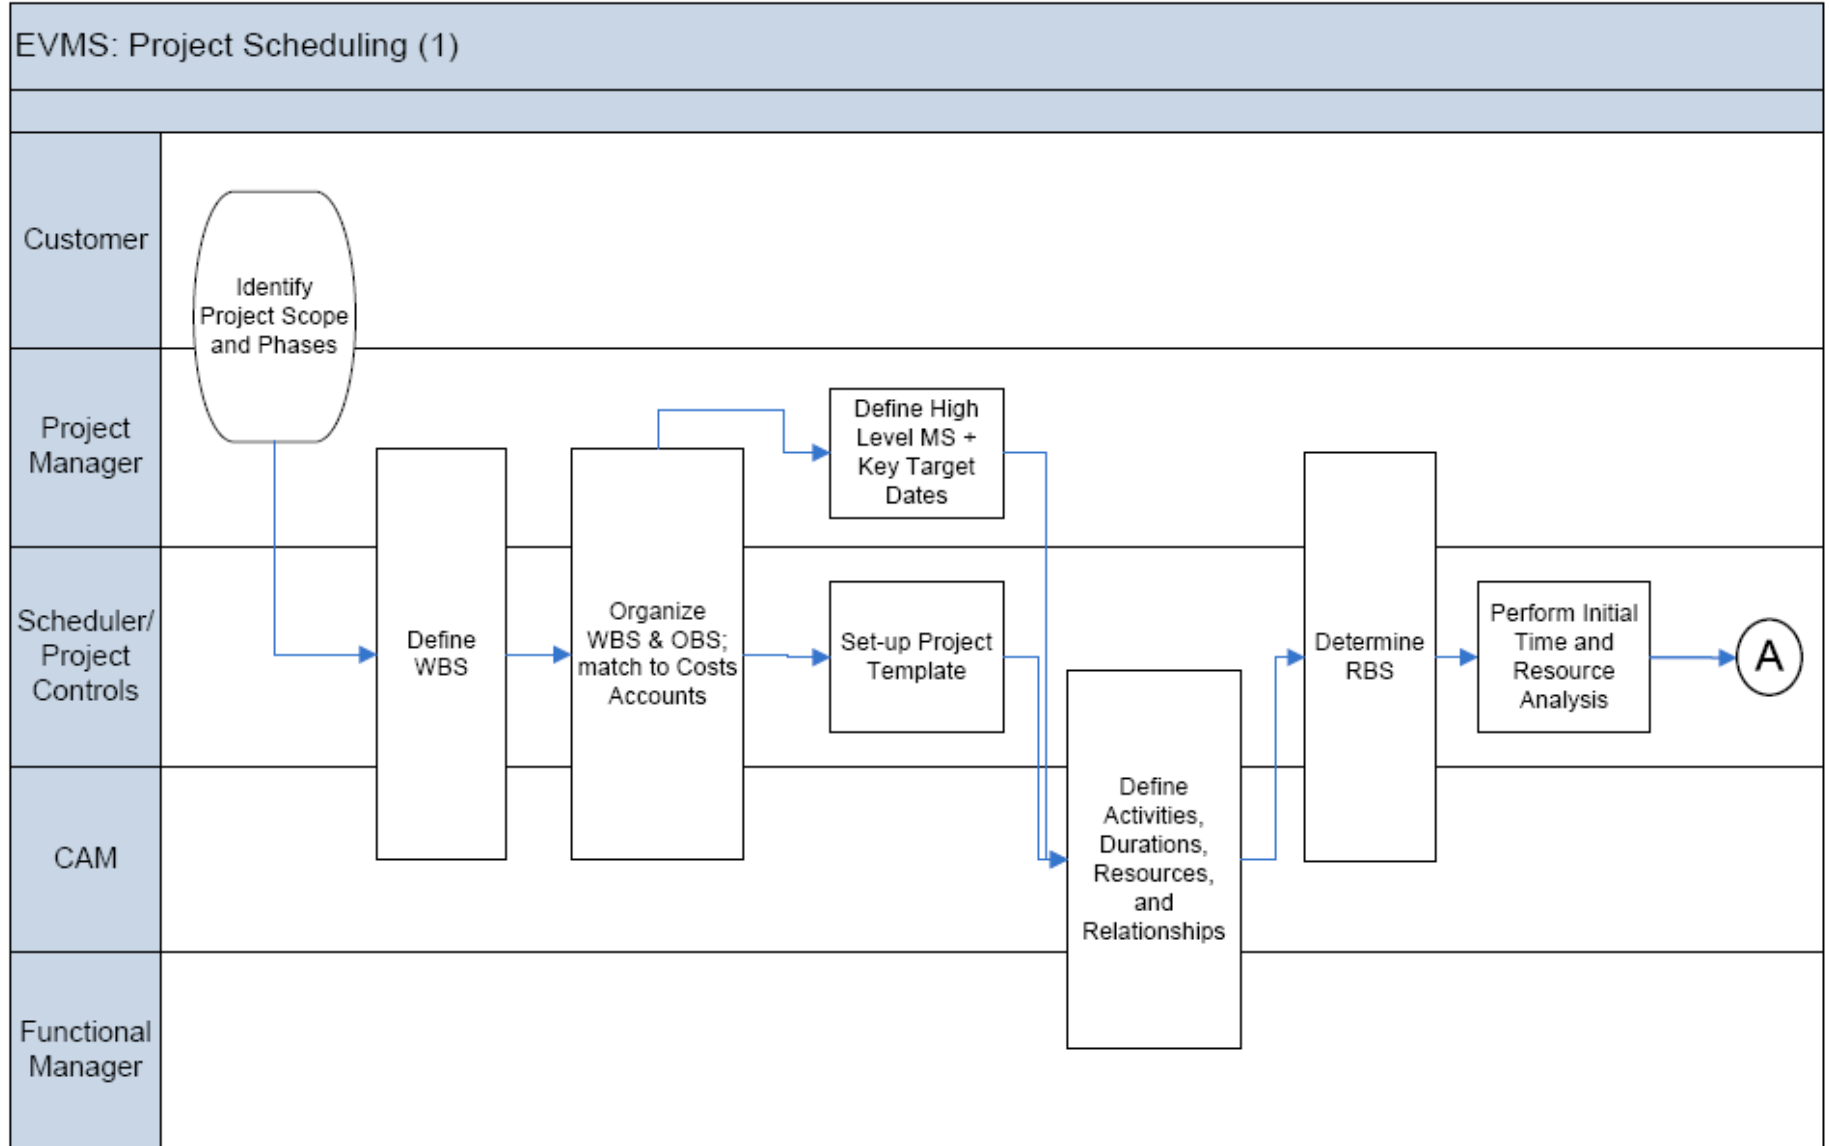 EVMS: Project Scheduling (1)
Customer
Identify
Project Scope
and Phases
Project
Manager
Define High
Level MS +
Key Target
Dates
Scheduler/
Project
Controls
Define
WBS
Organize
WBS & OBS;
match to Costs
Accounts
Set-up Project
Template
Determine
RBS
Perform Initial
Time and
Resource
Analysis
A
CAM
Define
Activities,
Durations,
Resources,
and
Relationships
Functional
Manager